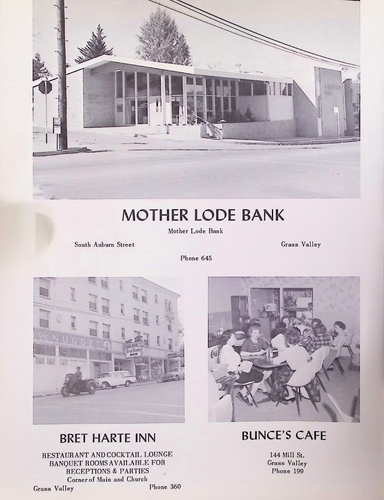 MOTHER LODE BANK
Mother Lode Bank
South Auburn Street
Grass Valley
Phone 645
BRET HARTE INN
RESTAURANT AND COCKTAIL LOUNGE
BANQUET ROOMS AVAILABLE FOR
RECEPTIONS & PARTIES
Corner of Main and Church
Grass Valley
Phone 360
BUNCE'S CAFE
144 Mill St.
Grass Valley
Phone 199